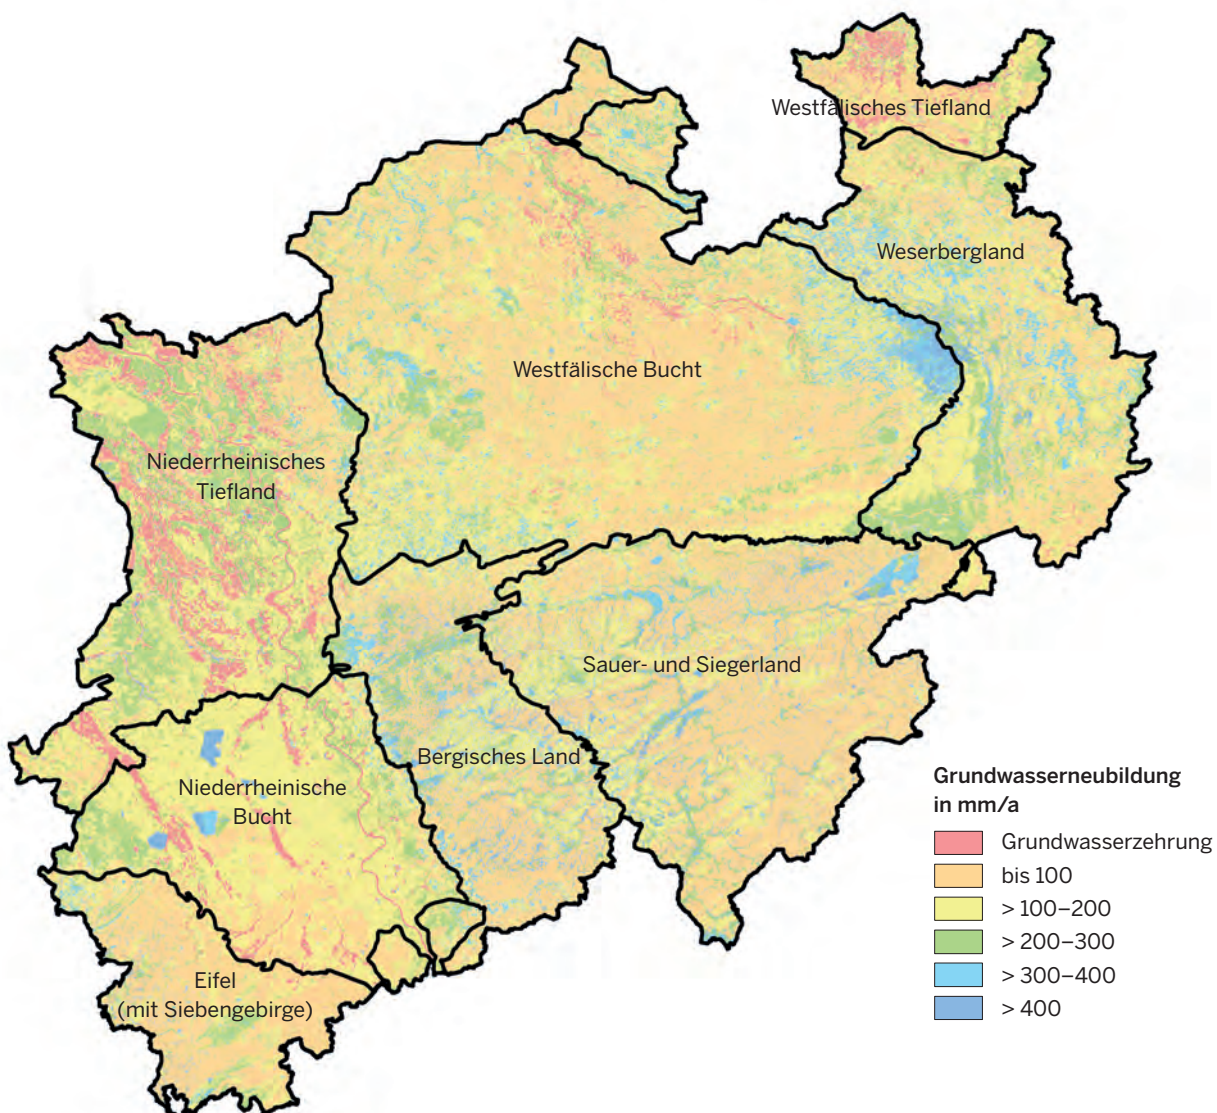 Westfälisches Tiefland
Weserbergland
Westfälische Bucht
Niederrheinisches
Tiefland
Sauer- und Siegerland
Bergisches Land
Niederrheinische
Bucht
Eifel
(mit Siebengebirge)
Grundwasserneubildung
in mm/a
Grundwasserzehrung
bis 100
> 100–200
> 200–300
> 300–400
> 400